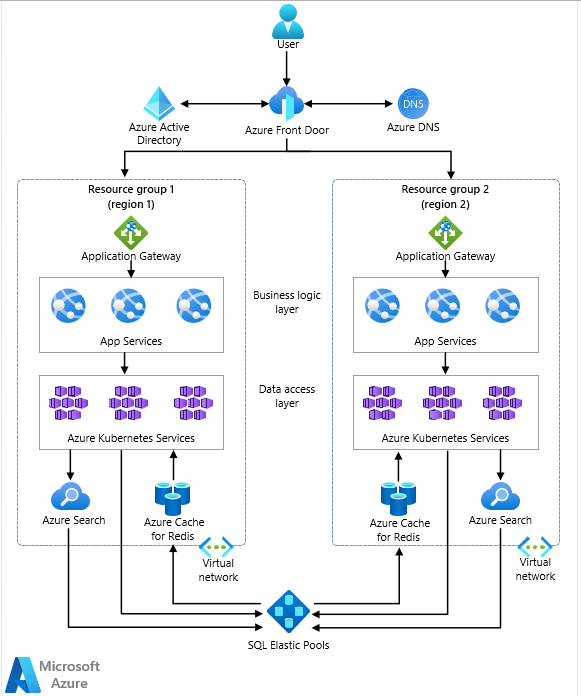 User
Azure Active
Directory
Azure Front Door
DNS
Azure DNS
Resource group 1
(region 1)
Resource group 2
(region 2)
Application Gateway
Application Gateway
Business logic
layer
App Services
App Services
Data access
layer
Azure Kubernetes Services
Azure Kubernetes Services
Azure Search
Azure Cache
for Redis
Azure Cache
for Redis
Azure Search
Virtual
network
Virtual
network
SQL Elastic Pools
Microsoft
Azure